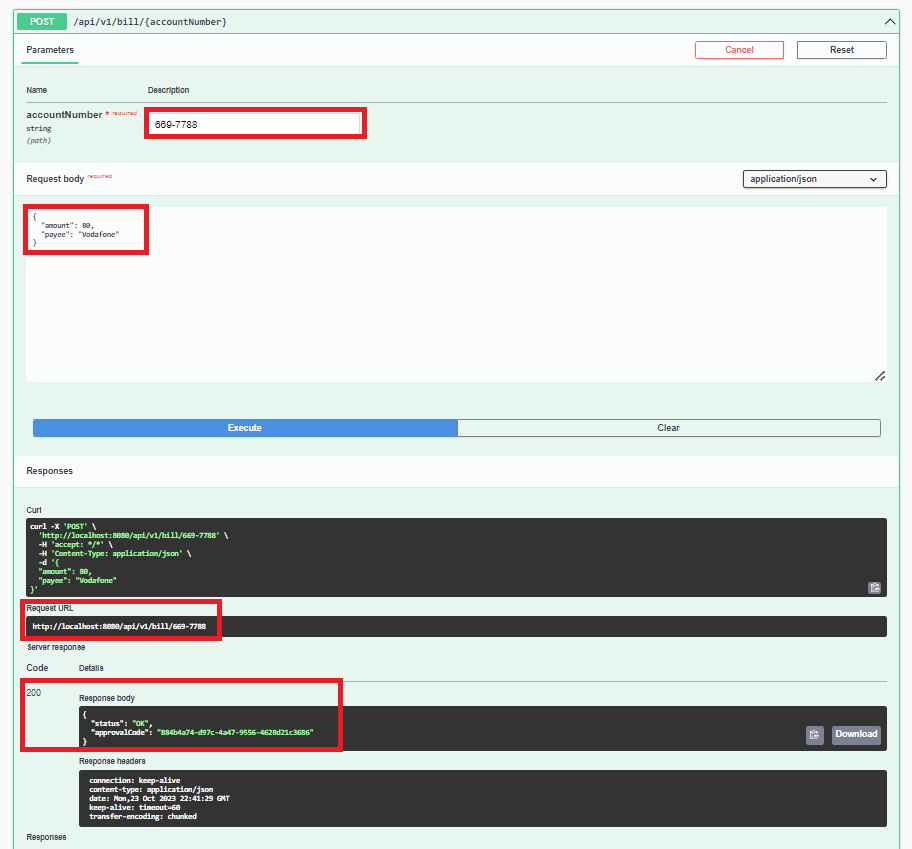 POST /api/v1/bill/{accountNumber}
Parameters
Cancel
Reset
Name Description
accountNumber * required
string
(path)
669-7788
Request body required
application/json
{
"amount": 80,
"payee": "Vodafone"
}
Execute
Clear
Responses
Curl
curl -X 'POST' \
'http://localhost:8080/api/v1/bill/669-7788' \
-H 'accept: */*' \
-H 'Content-Type: application/json' \
-d '{
"amount": 80,
"payee": "Vodafone"
}'
Request URL
http://localhost:8080/api/v1/bill/669-7788
Server response
Code Details
200
Response body
{
"status": "OK",
"approvalCode": "884b4a74-d97c-4a47-9556-4628d21c3686"
}
Download
Response headers
connection: keep-alive
content-type: application/json
date: Mon,23 Oct 2023 22:41:29 GMT
keep-alive: timeout=60
transfer-encoding: chunked
Responses